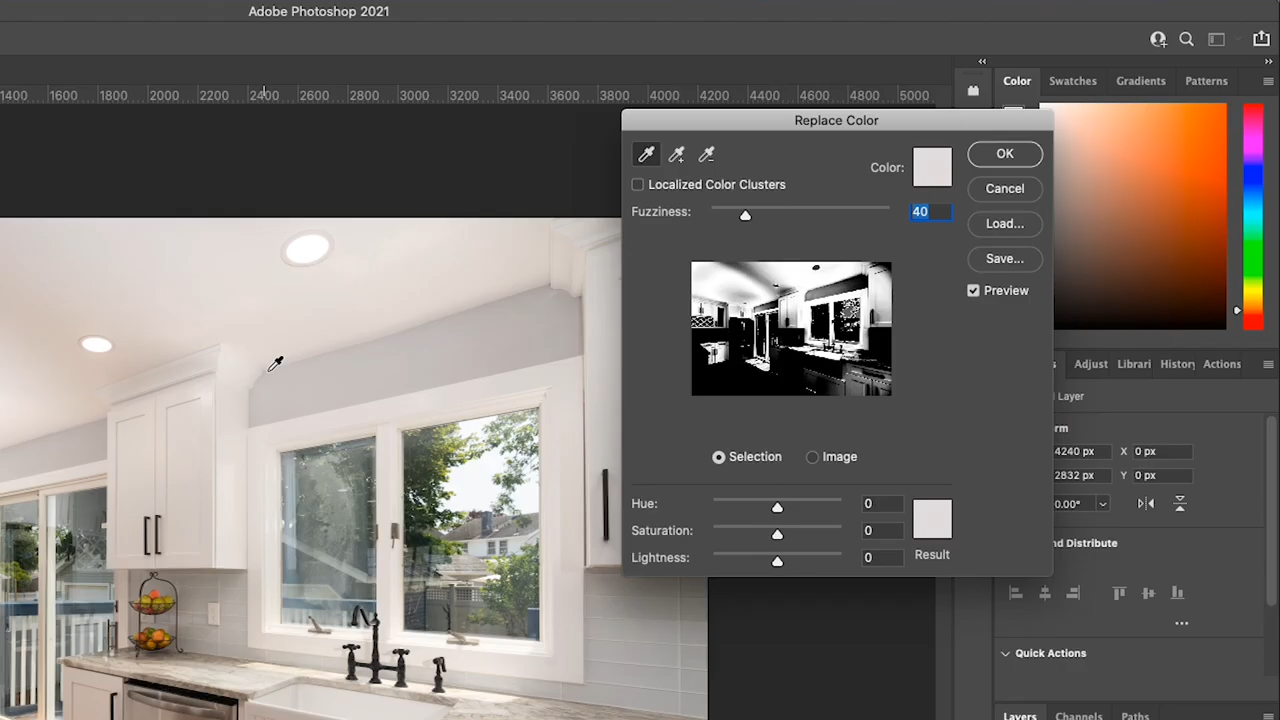 Adobe Photoshop 2021
1400 1600 1800 2000 2200 2400 2600 2800 3000 3200 3400 3600 3800 4000 4200 4400 4600 4800 5000
Color Swatches Gradients Patterns
Replace Color
Color:
OK
Localized Color Clusters
Cancel
Fuzziness: 40
Load...
Save...
Preview
Adjust Librari History Actions
Layer
4240 px X 0 px
2832 px Y 0 px
Selection Image
0.00°
Hue: 0
Saturation: 0
nd Distribute
Lightness: 0
Result
Quick Actions
Layers Channels Paths